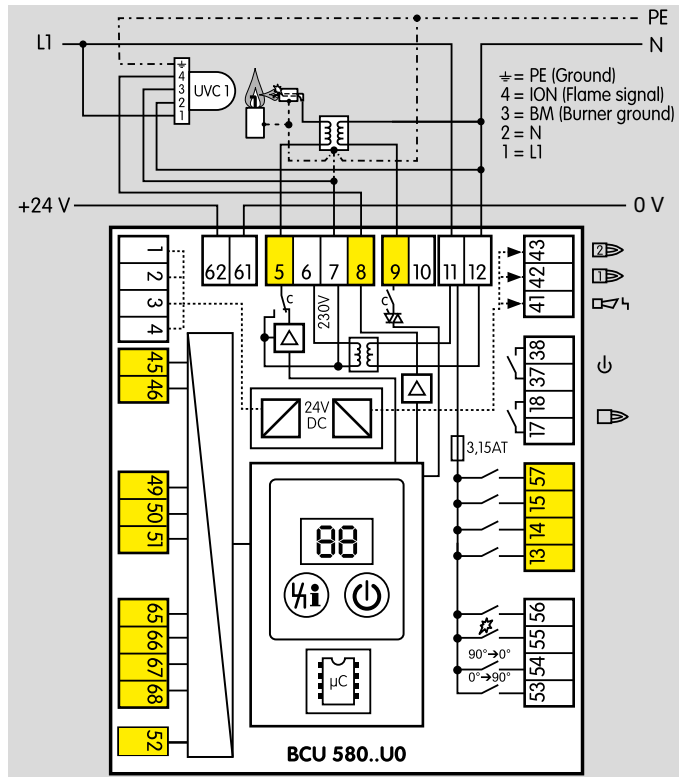 PE
L1
N
4
3
2
1
UVC 1
⏚ = PE (Ground)
4 = ION (Flame signal)
3 = BM (Burner ground)
2 = N
1 = L1
+24 V
0 V
62 61
5 6 7 8
9 10
11 12
1
2
3
4
43
42
41
2
1
c
230V
c
45
46
38
37
18
17
24V
DC
3,15AT
49
50
51
57
15
14
13
88
i
65
66
67
68
56
55
54
53
90°→0°
0°→90°
µC
52
BCU 580..U0